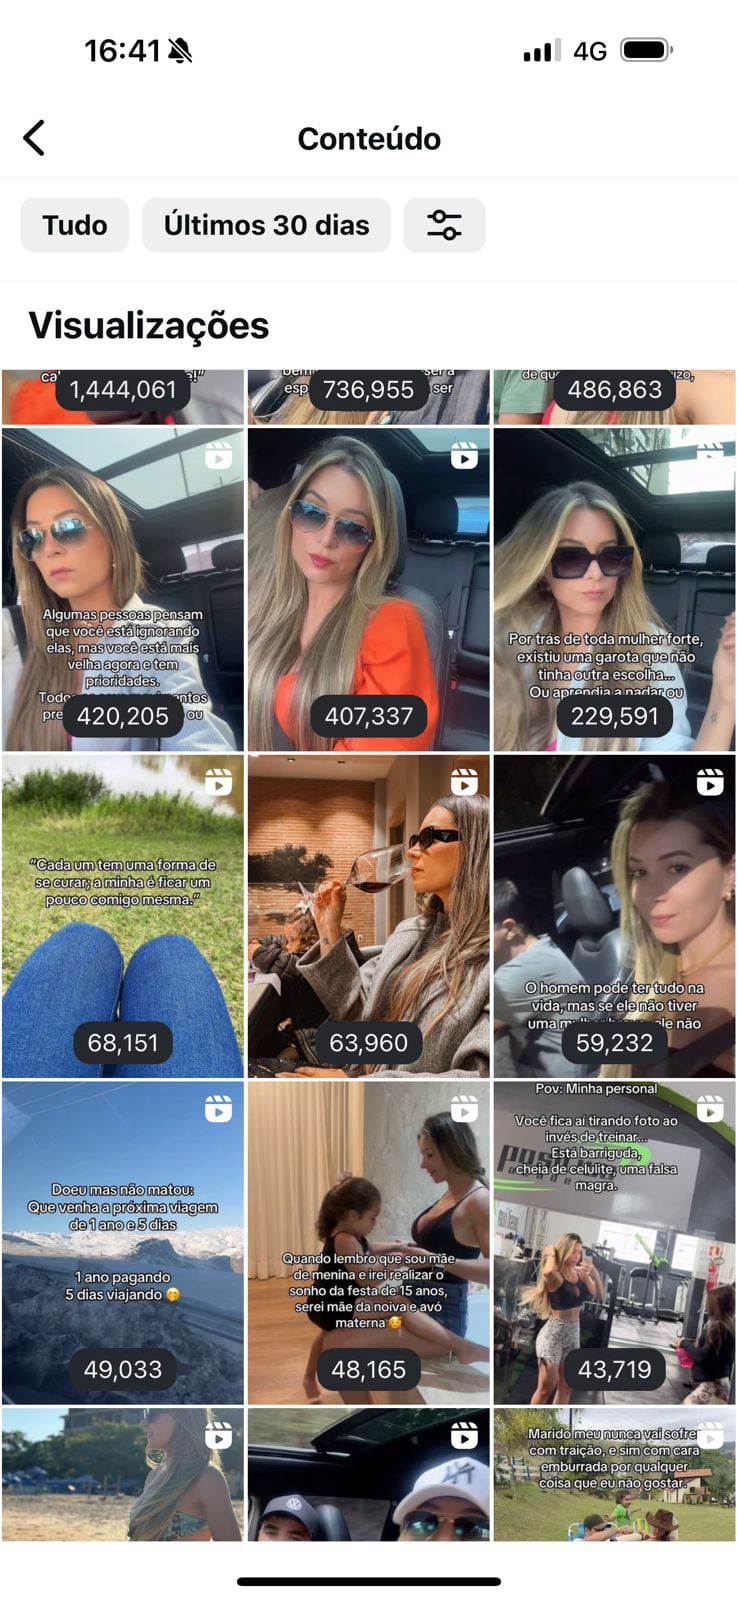 16:41
4G
Conteúdo
Tudo
Últimos 30 dias
Visualizações
1,444,061
736,955
esp
ser
486,863
de
Algumas pessoas pensam
que você está ignorando
elas, mas você está mais
velha agora e tem
prioridades.
420,205
ou
407,337
Por trás de toda mulher forte,
existiu uma garota que não
tinha outra escolha...
Ou aprendia a nadar ou
229,591
"Cada um tem uma forma de
se curar; a minha é ficar um
pouco comigo mesma."
68,151
63,960
O homem pode ter tudo na
vida, mas se ele não tiver
uma
ele não
59,232
Doeu mas não matou:
Que venha a próxima viagem
de 1 ano e 5 dias
1 ano pagando
5 dias viajando 🤭
49,033
Quando lembro que sou mãe
de menina e irei realizar o
sonho da festa de 15 anos,
serei mãe da noiva e avó
materna 🥰
48,165
Pov: Minha personal
Você fica aí tirando foto ao
invés de treinar...
Está barriguda,
cheia de celulite, uma falsa
magra.
43,719
Marido meu nunca vai sofrer
com traição, e sim com cara
emburrada por qualquer
coisa que eu não gostar.